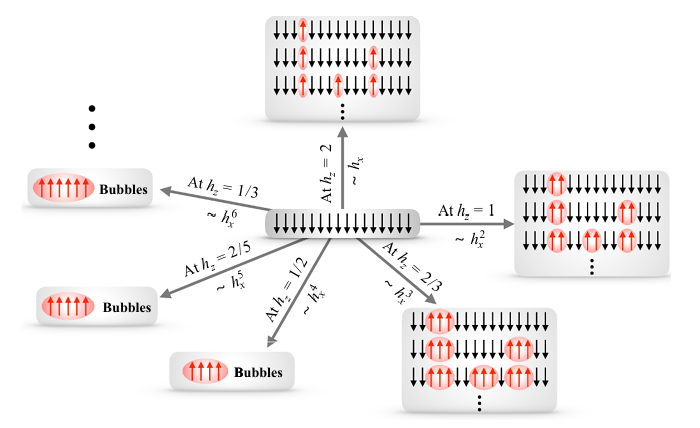 At h_z = 2
~ h_x
At h_z = 1/3
~ h_x^6
Bubbles
At h_z = 1
~ h_x^2
At h_z = 2/5
~ h_x^5
Bubbles
At h_z = 1/2
~ h_x^4
Bubbles
At h_z = 2/3
~ h_x^3